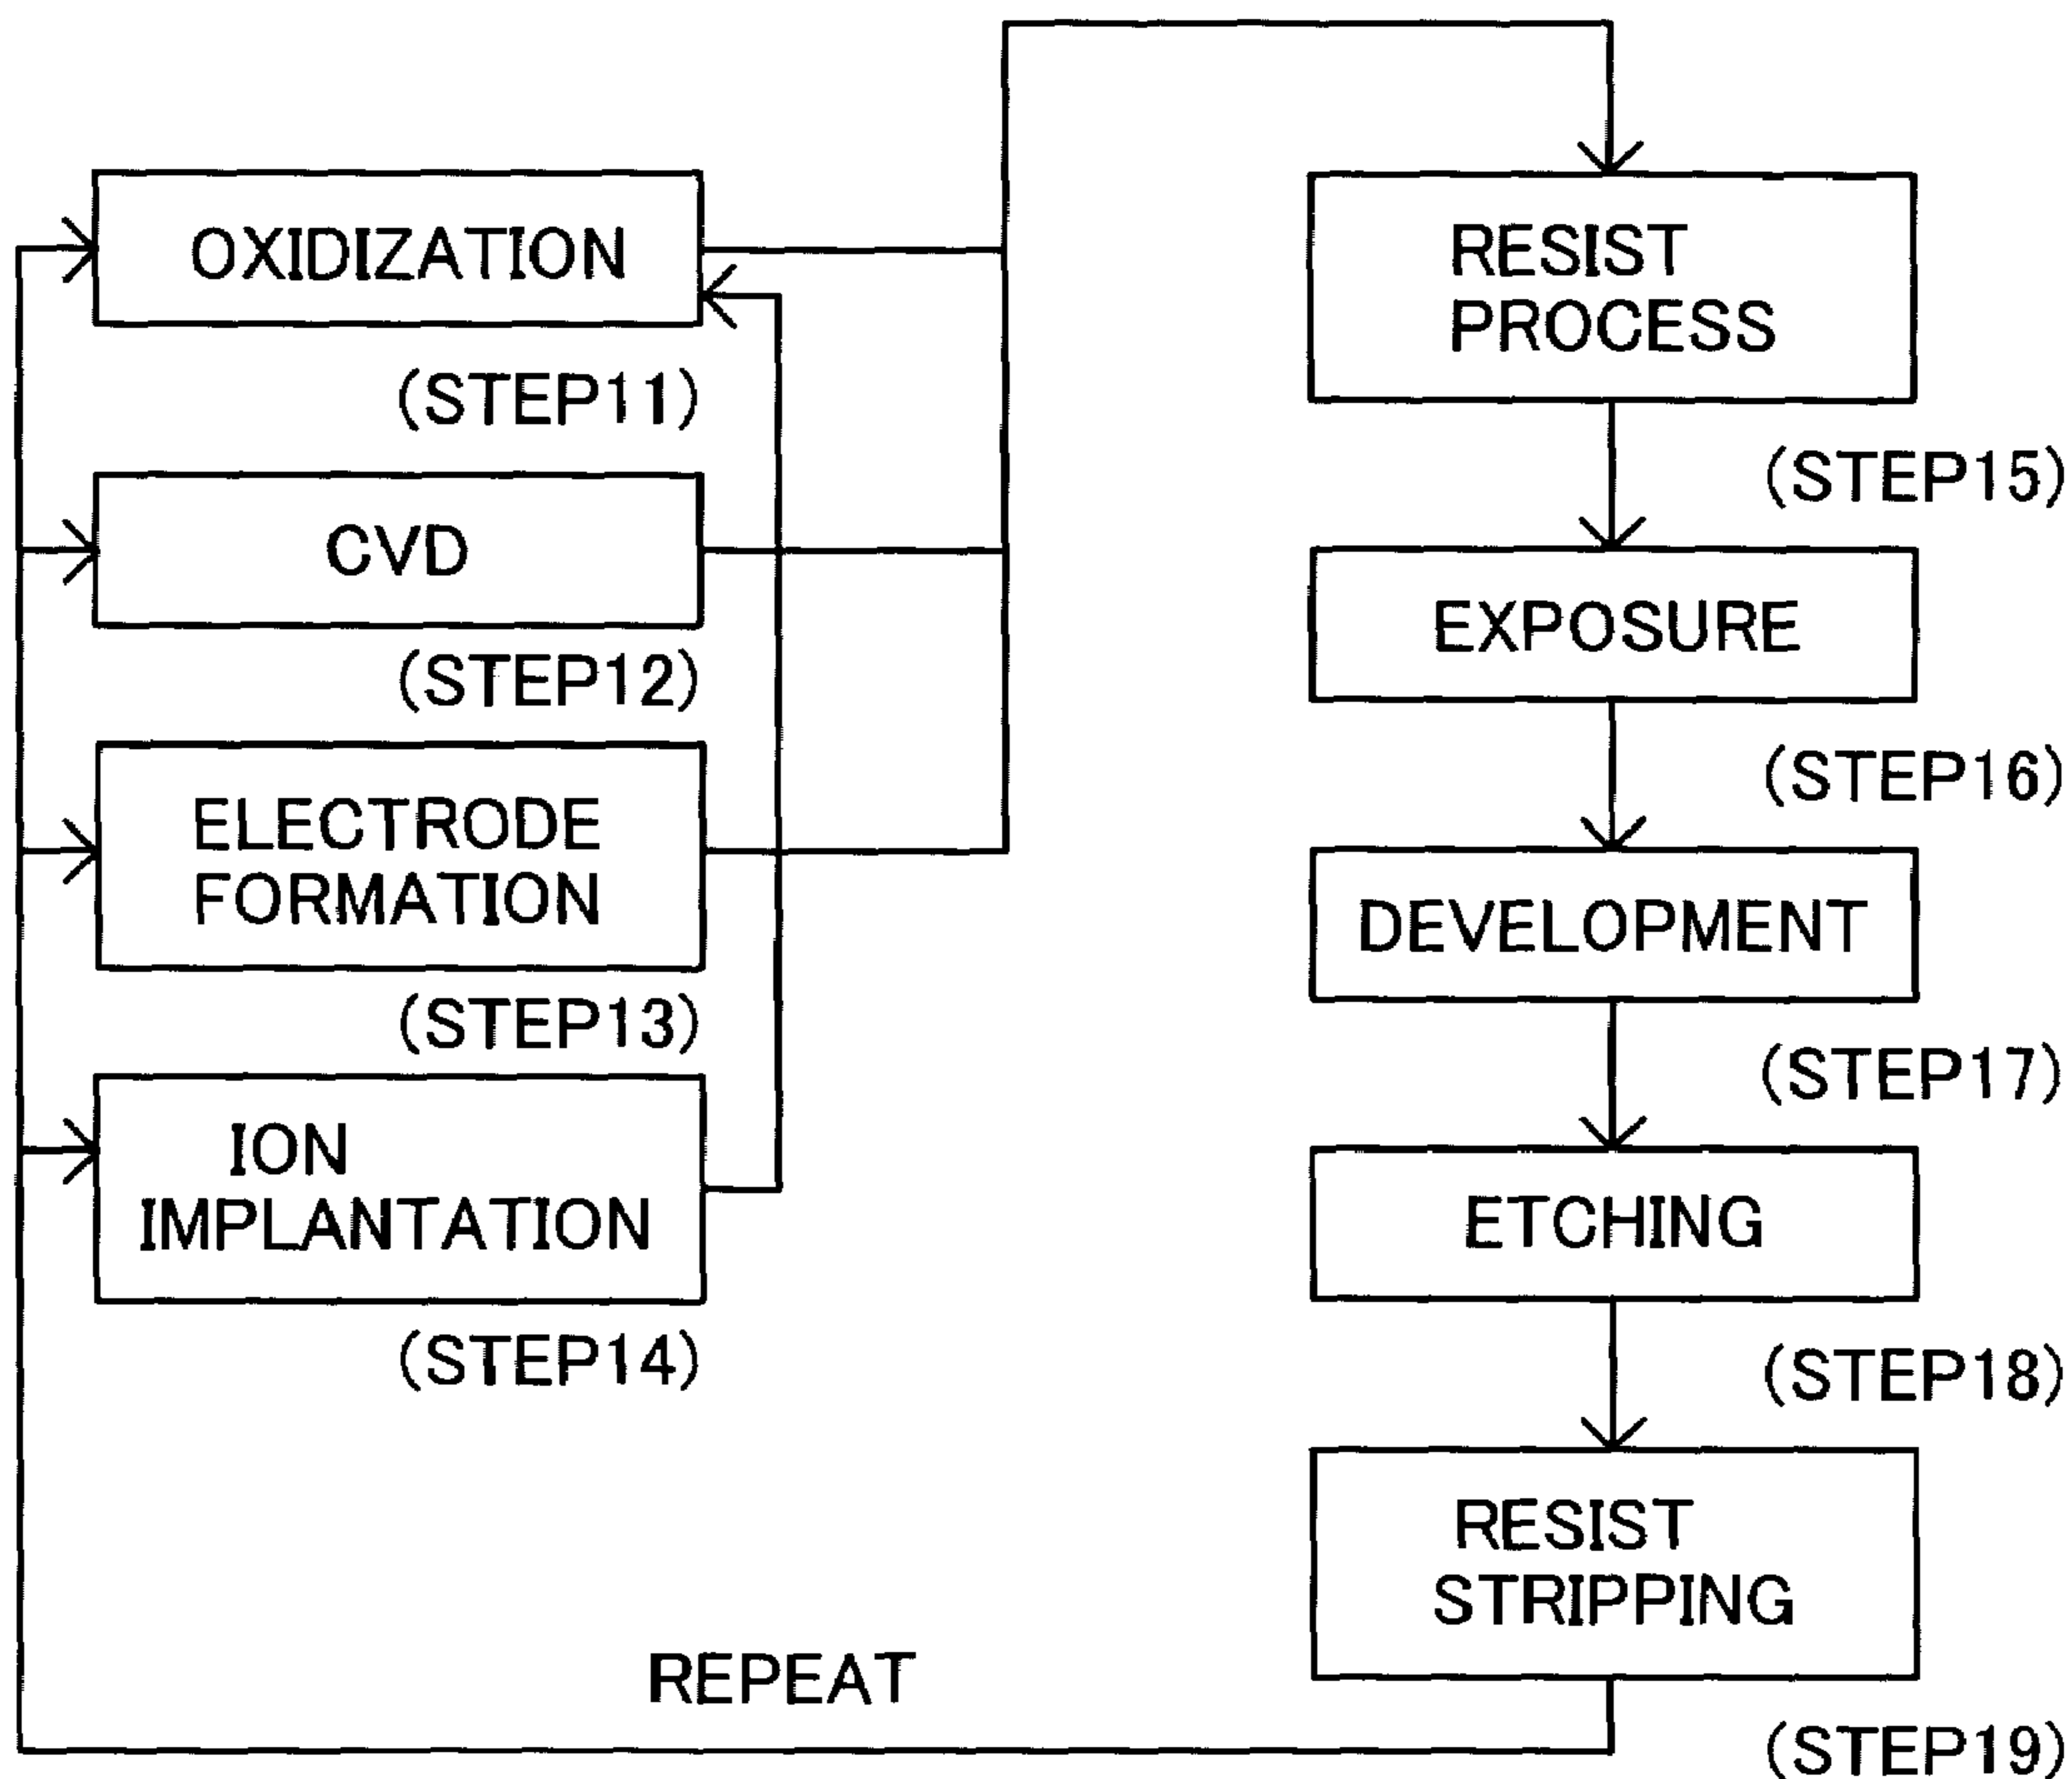 OXIDIZATION
(STEP11)
CVD
(STEP12)
ELECTRODE
FORMATION
(STEP13)
ION
IMPLANTATION
(STEP14)
RESIST
PROCESS
(STEP15)
EXPOSURE
(STEP16)
DEVELOPMENT
(STEP17)
ETCHING
(STEP18)
RESIST
STRIPPING
(STEP19)
REPEAT